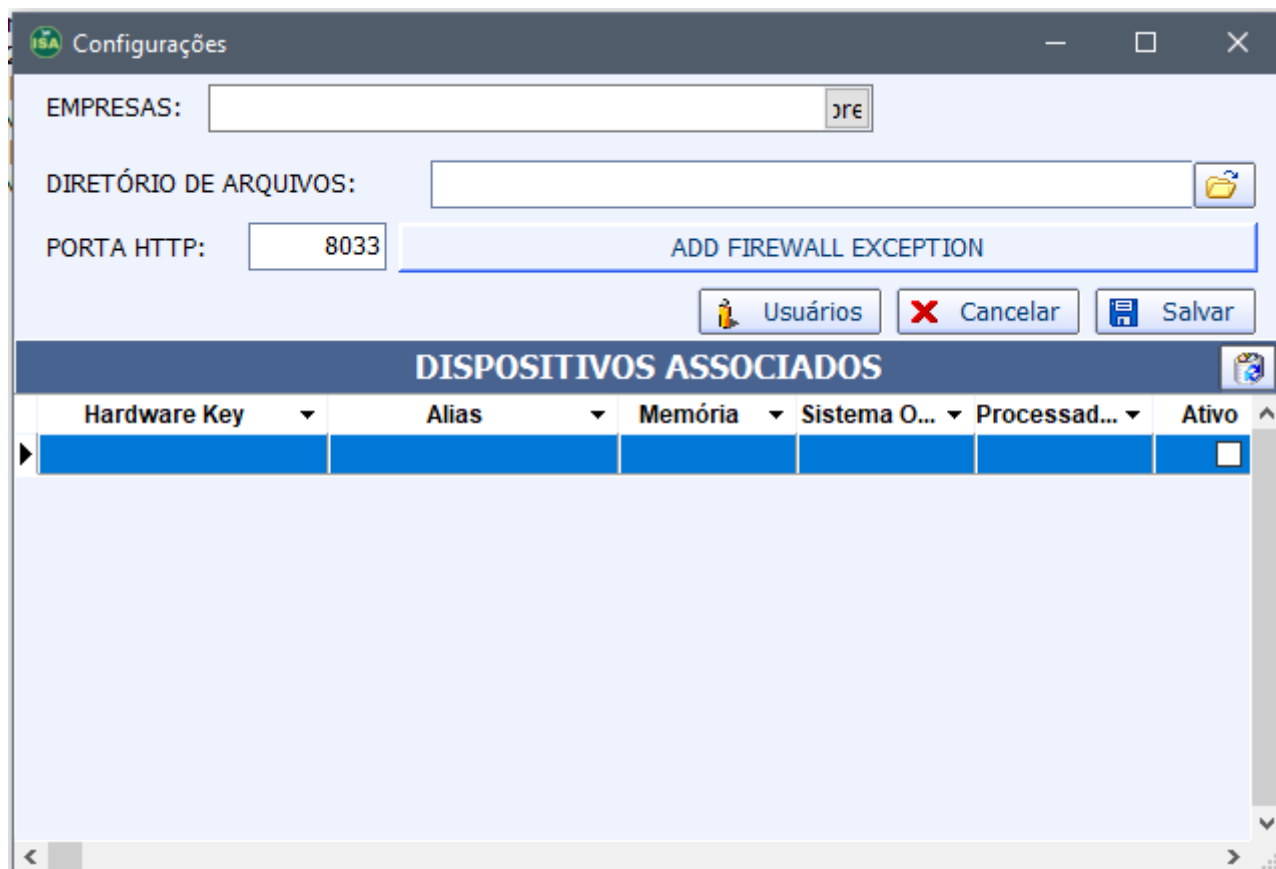 ISA Configurações
EMPRESAS:
DIRETÓRIO DE ARQUIVOS:
PORTA HTTP: 8033 ADD FIREWALL EXCEPTION
Usuários Cancelar Salvar
DISPOSITIVOS ASSOCIADOS
Hardware Key Alias Memória Sistema O... Processad... Ativo